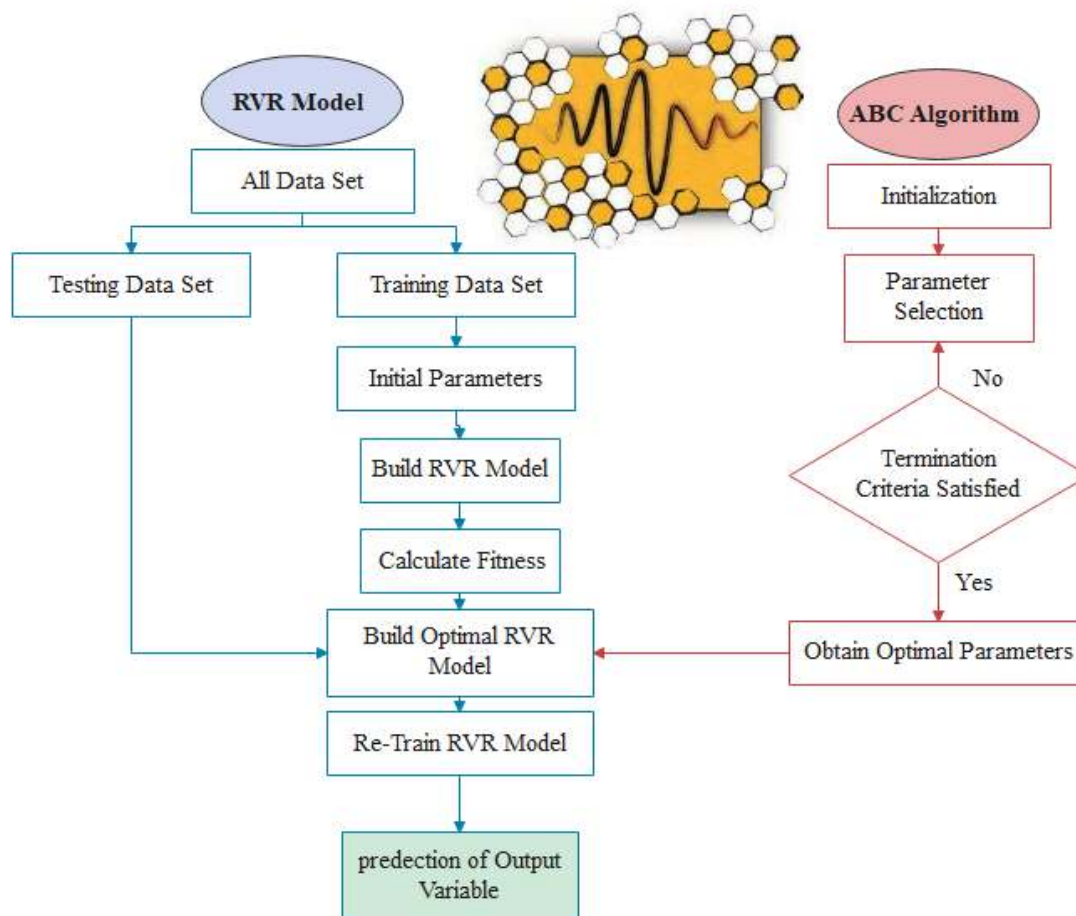 RVR Model
All Data Set
Testing Data Set
Training Data Set
Initial Parameters
Build RVR Model
Calculate Fitness
Build Optimal RVR
Model
Re-Train RVR Model
predection of Output
Variable
ABC Algorithm
Initialization
Parameter
Selection
No
Termination
Criteria Satisfied
Yes
Obtain Optimal Parameters